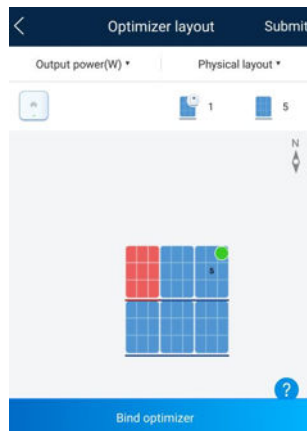 Optimizer layout Submit
Output power(W) Physical layout
1 5
N
5
?
Bind optimizer